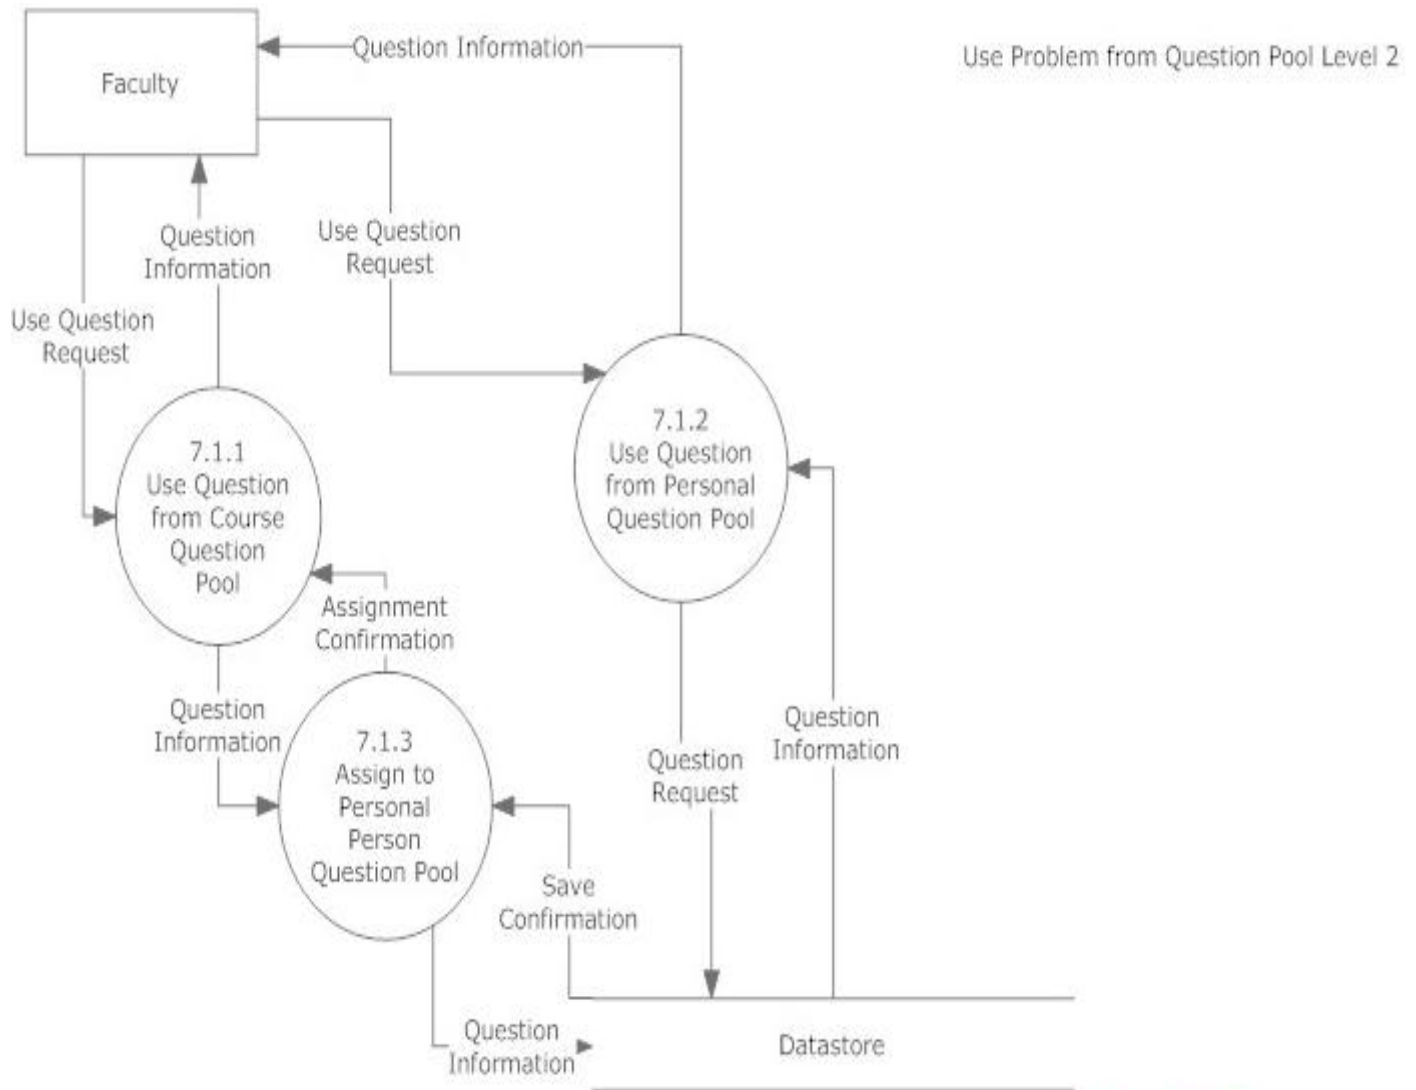 Question Information
Use Problem from Question Pool Level 2
Faculty
Question
Information
Use Question
Request
Use Question
Request
7.1.1
Use Question
from Course
Question
Pool
7.1.2
Use Question
from Personal
Question Pool
Assignment
Confirmation
Question
Information
7.1.3
Assign to
Personal
Person
Question Pool
Question
Request
Question
Information
Save
Confirmation
Question
Information
Datastore